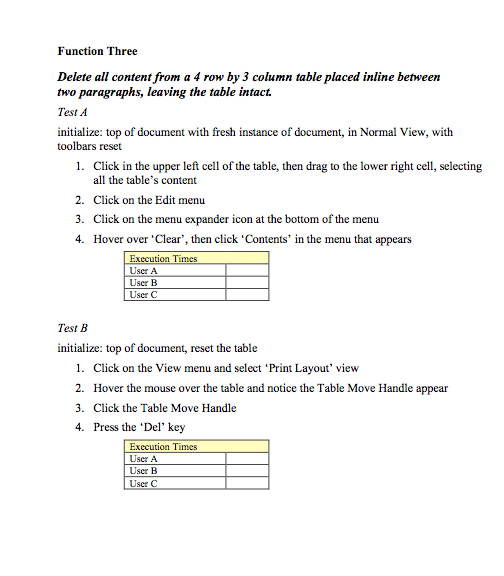 Function Three
Delete all content from a 4 row by 3 column table placed inline between
two paragraphs, leaving the table intact.
Test A
initialize: top of document with fresh instance of document, in Normal View, with
toolbars reset
1. Click in the upper left cell of the table, then drag to the lower right cell, selecting
all the table's content
2. Click on the Edit menu
3. Click on the menu expander icon at the bottom of the menu
4. Hover over 'Clear', then click 'Contents' in the menu that appears
Execution Times
User A
User B
User C
Test B
initialize: top of document, reset the table
1. Click on the View menu and select 'Print Layout' view
2. Hover the mouse over the table and notice the Table Move Handle appear
3. Click the Table Move Handle
4. Press the 'Del' key
Execution Times
User A
User B
User C